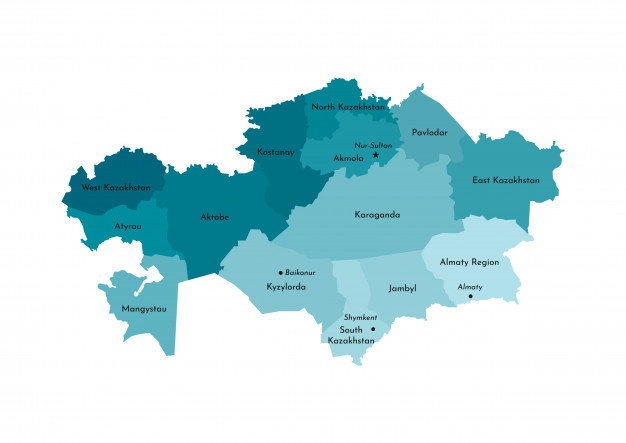 North Kazakhstan
Pavlodar
Nur-Sultan
Kostanay
Akmola
East Kazakhstan
West Kazakhstan
Karaganda
Aktobe
Atyrau
Almaty Region
Baikonur
Kyzylorda
Jambyl
Almaty
Mangystau
Shymkent
South
Kazakhstan